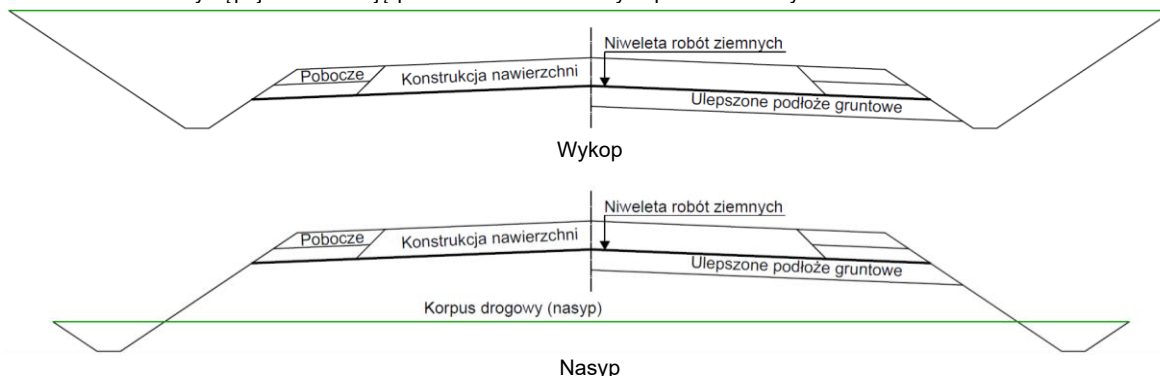 Niweleta robót ziemnych
Pobocze
Konstrukcja nawierzchni
Ulepszone podłoże gruntowe
Wykop
Niweleta robót ziemnych
Pobocze
Konstrukcja nawierzchni
Ulepszone podłoże gruntowe
Korpus drogowy (nasyp)
Nasyp